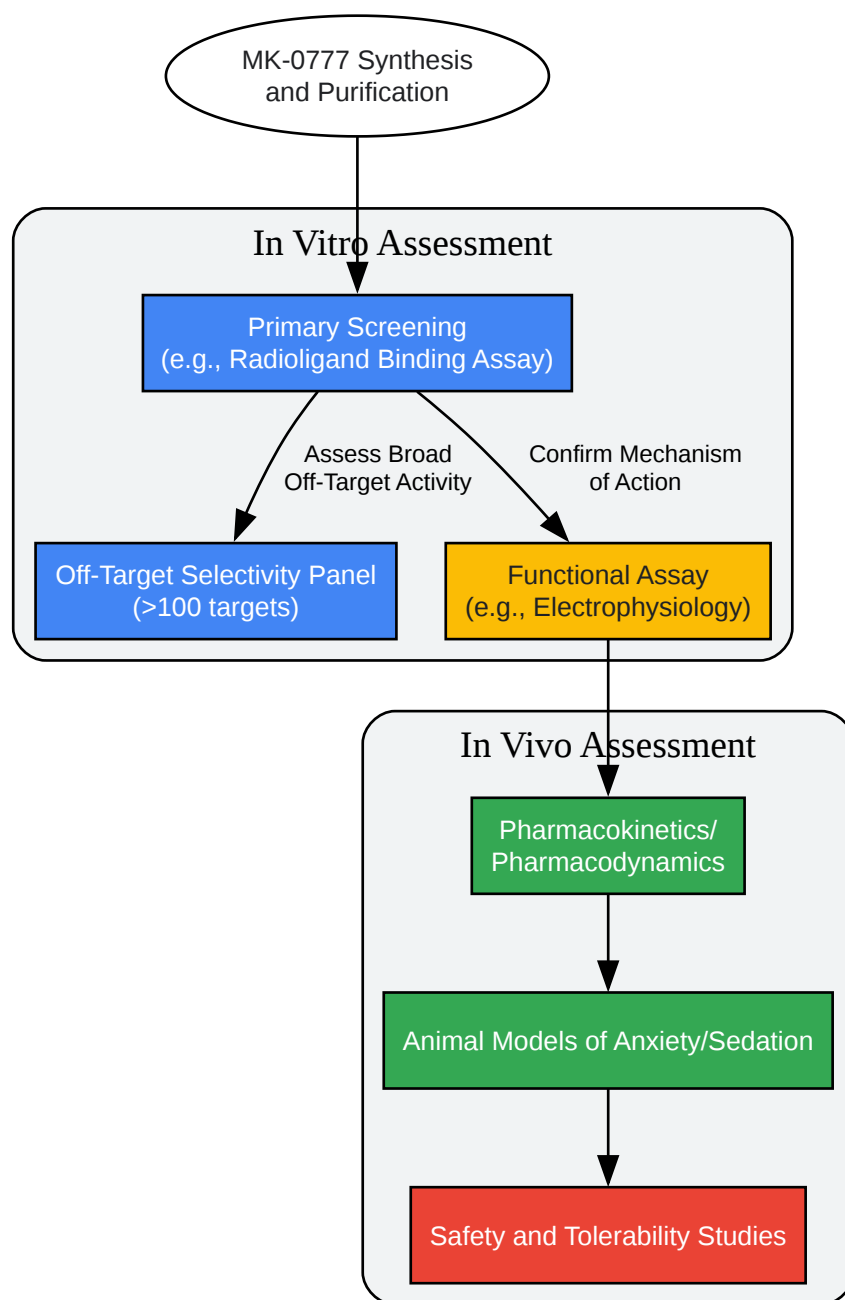 MK-0777 Synthesis
and Purification
In Vitro Assessment
Primary Screening
(e.g., Radioligand Binding Assay)
Assess Broad
Off-Target Activity
Confirm Mechanism
of Action
Off-Target Selectivity Panel
(>100 targets)
Functional Assay
(e.g., Electrophysiology)
In Vivo Assessment
Pharmacokinetics/
Pharmacodynamics
Animal Models of Anxiety/Sedation
Safety and Tolerability Studies